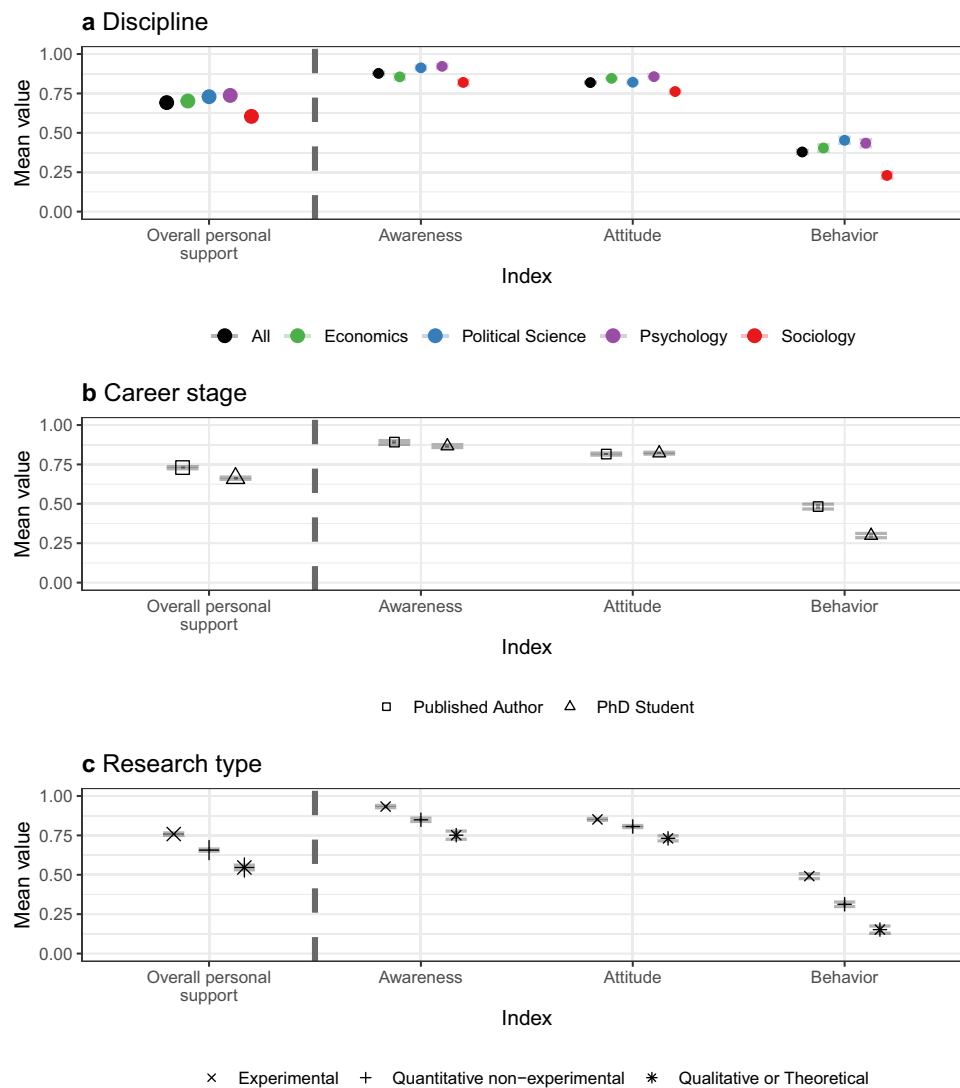 a Discipline
Mean value
1.00
0.75
0.50
0.25
0.00
Overall personal
support
Awareness
Attitude
Behavior
Index
All
Economics
Political Science
Psychology
Sociology
b Career stage
Mean value
1.00
0.75
0.50
0.25
0.00
Overall personal
support
Awareness
Attitude
Behavior
Index
Published Author
PhD Student
c Research type
Mean value
1.00
0.75
0.50
0.25
0.00
Overall personal
support
Awareness
Attitude
Behavior
Index
Experimental
Quantitative non-experimental
Qualitative or Theoretical